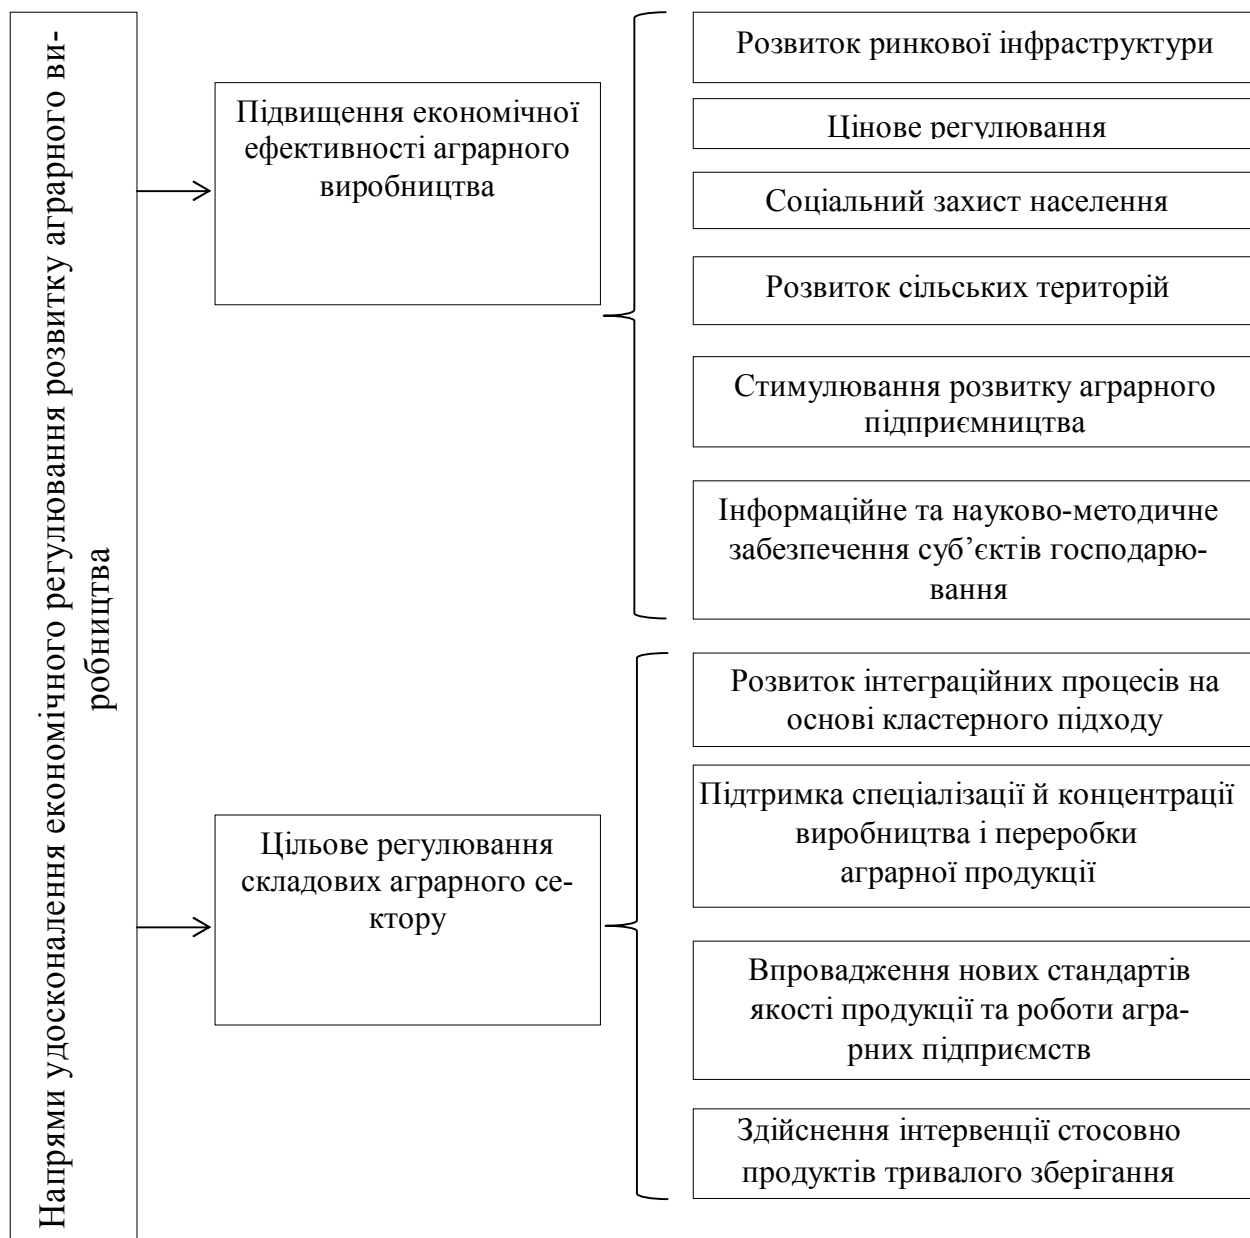 Напрями удосконалення економічного регулювання розвитку аграрного ви-
робництва
Підвищення економічної
ефективності аграрного
виробництва
Розвиток ринкової інфраструктури
Цінове регулювання
Соціальний захист населення
Розвиток сільських територій
Стимулювання розвитку аграрного
підприємництва
Інформаційне та науково-методичне
забезпечення суб’єктів господарю-
вання
Цільове регулювання
складових аграрного се-
ктору
Розвиток інтеграційних процесів на
основі кластерного підходу
Підтримка спеціалізації й концентрації
виробництва і переробки
аграрної продукції
Впровадження нових стандартів
якості продукції та роботи агра-
рних підприємств
Здійснення інтервенції стосовно
продуктів тривалого зберігання